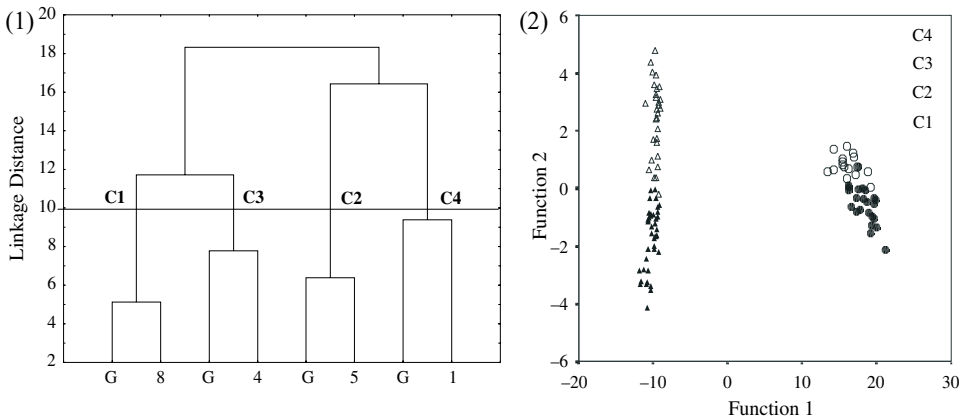 (1)
Linkage Distance
20
18
16
14
12
10
8
6
4
2
C1
C3
C2
C4
G 8 G 4 G 5 G 1
(2)
Function 2
6
4
2
0
−2
−4
−6
C4
C3
C2
C1
−20 −10 0 10 20 30
Function 1